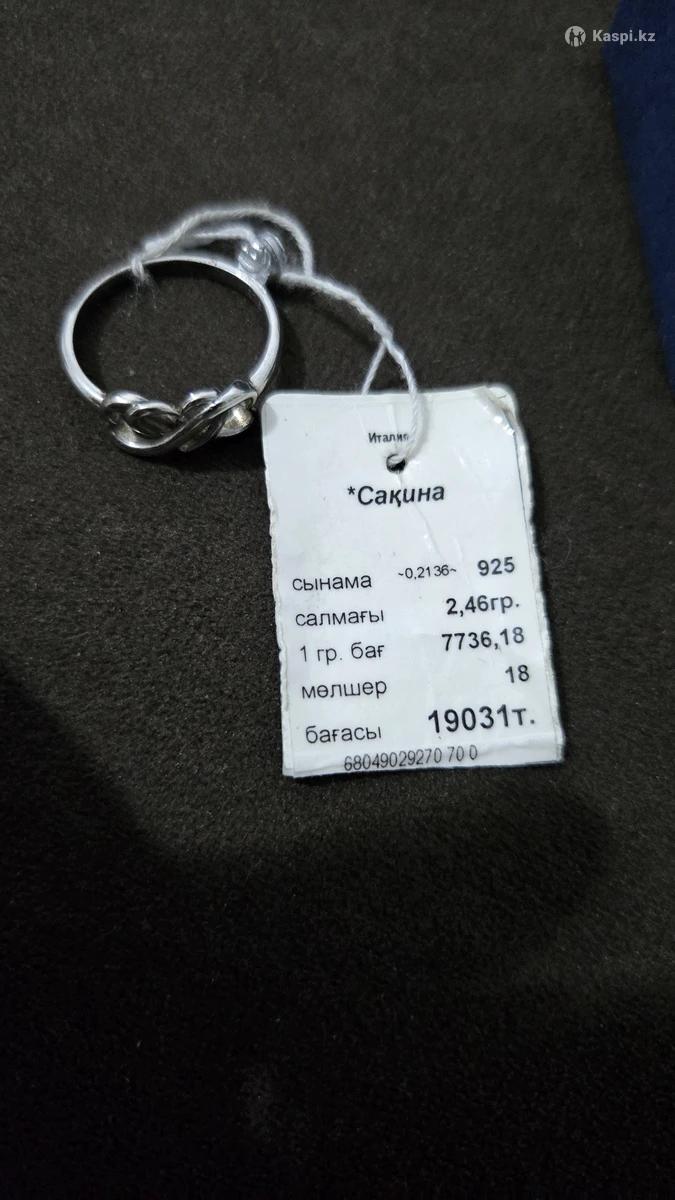 Kaspi.kz
Италия
*Сақина
сынама ~0,2136~ 925
салмағы 2,46гр.
1 гр. бағ 7736,18
мөлшер 18
бағасы 19031т.
68049029270 70 0